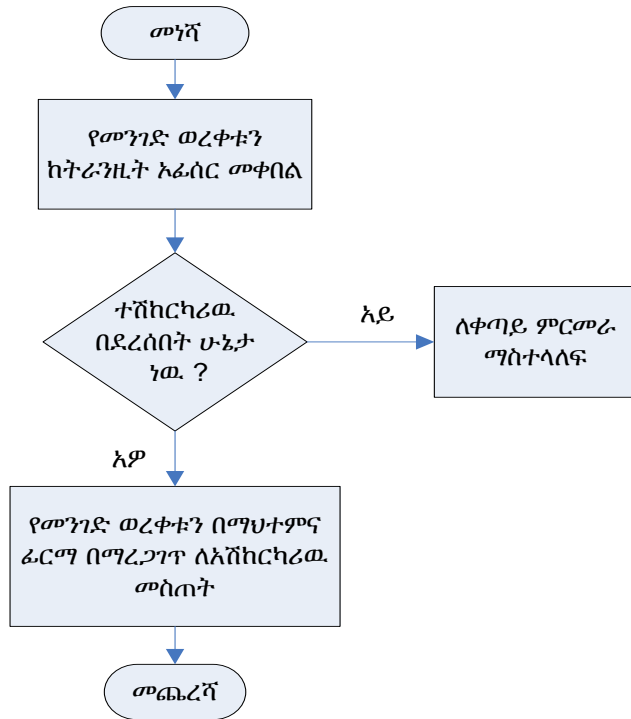 መነሻ
የመንገድ ወረቀቱን
ከትራንዚት ኦፊሰር መቀበል
ተሽከርካሪዉ
በደረሰበት ሁኔታ
ነዉ ?
አይ
ለቀጣይ ምርመራ
ማስተላለፍ
አዎ
የመንገድ ወረቀቱን በማህተምና
ፊርማ በማረጋገጥ ለአሽከርካሪዉ
መስጠት
መጨረሻ